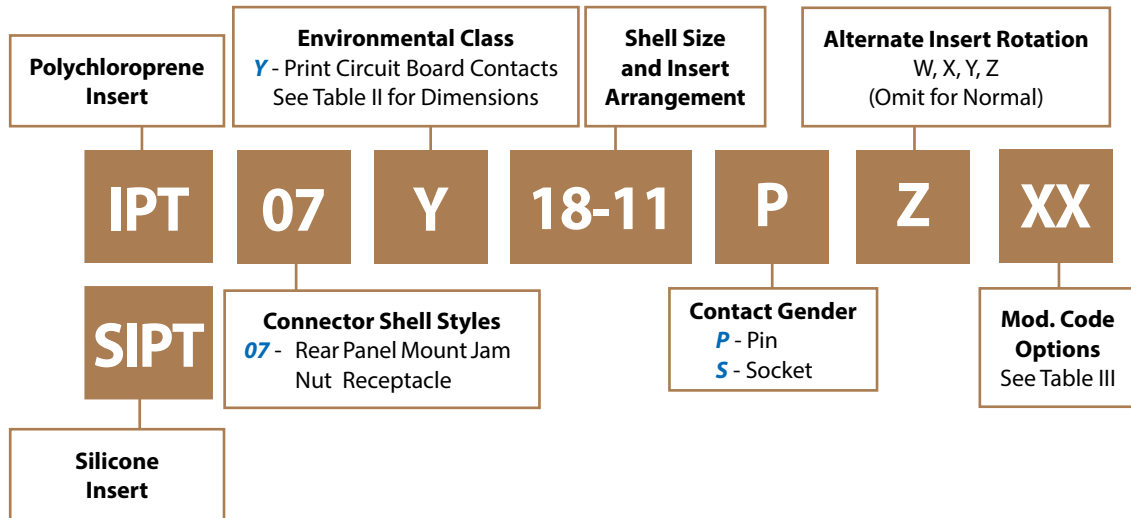 Polychloroprene
Insert
Environmental Class
Y - Print Circuit Board Contacts
See Table II for Dimensions
Shell Size
and Insert
Arrangement
Alternate Insert Rotation
W, X, Y, Z
(Omit for Normal)
IPT 07 Y 18-11 P Z XX
SIPT
Connector Shell Styles
07 - Rear Panel Mount Jam
Nut Receptacle
Contact Gender
P - Pin
S - Socket
Mod. Code
Options
See Table III
Silicone
Insert